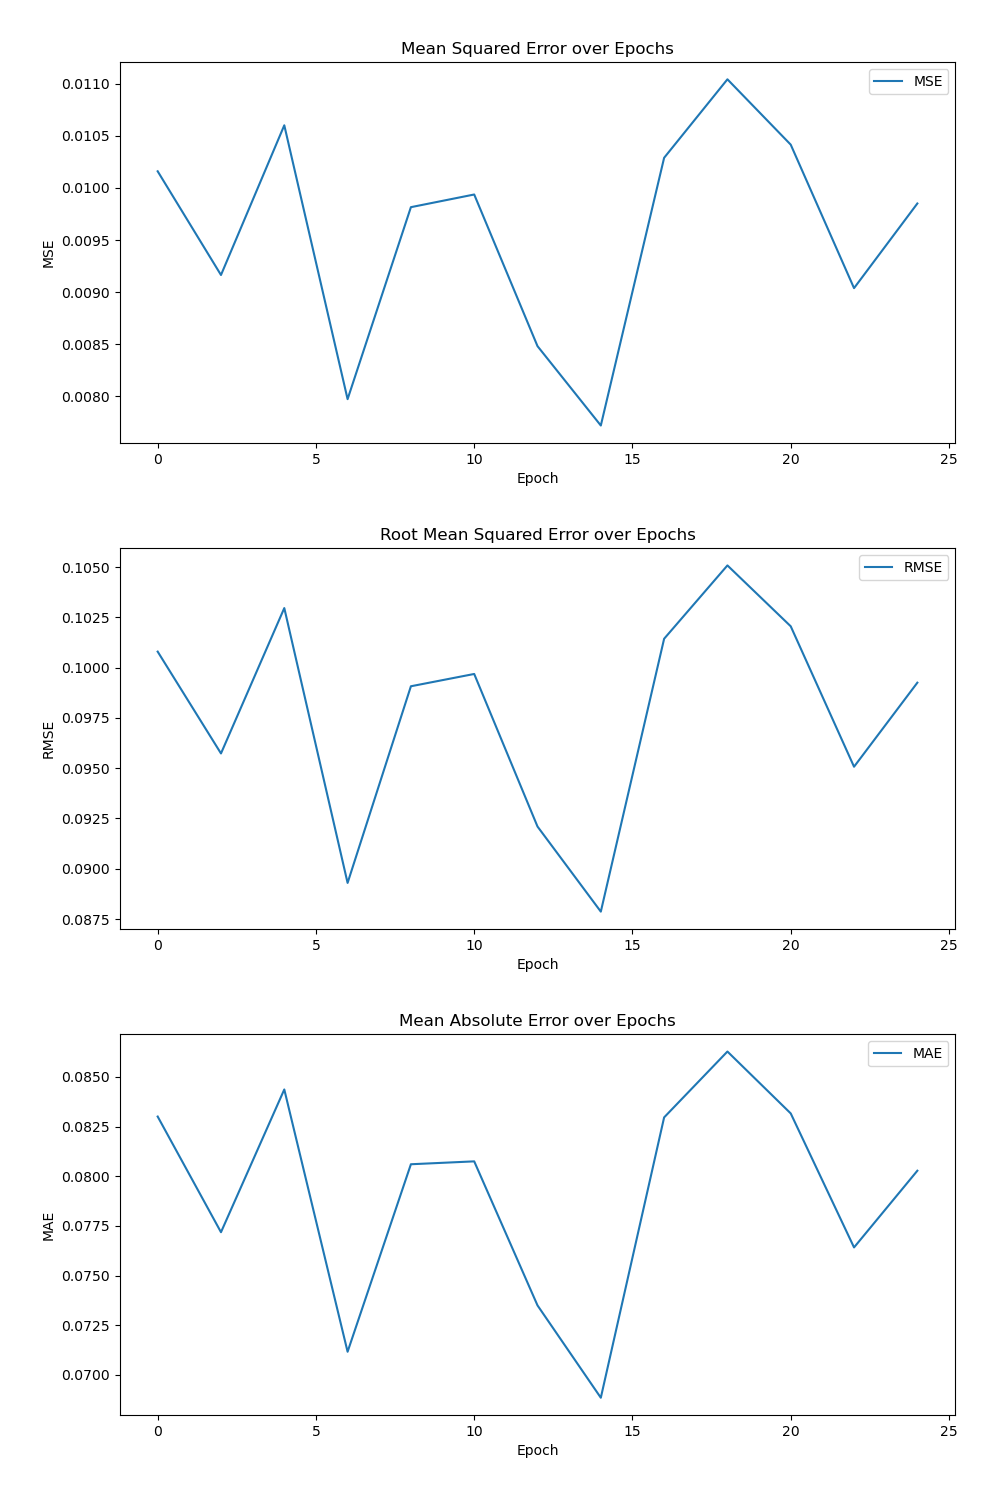 Mean Squared Error over Epochs
MSE
0.0110
0.0105
0.0100
0.0095
0.0090
0.0085
0.0080
MSE
0 5 10 15 20 25
Epoch
Root Mean Squared Error over Epochs
RMSE
0.1050
0.1025
0.1000
0.0975
0.0950
0.0925
0.0900
0.0875
RMSE
0 5 10 15 20 25
Epoch
Mean Absolute Error over Epochs
MAE
0.0850
0.0825
0.0800
0.0775
0.0750
0.0725
0.0700
MAE
0 5 10 15 20 25
Epoch